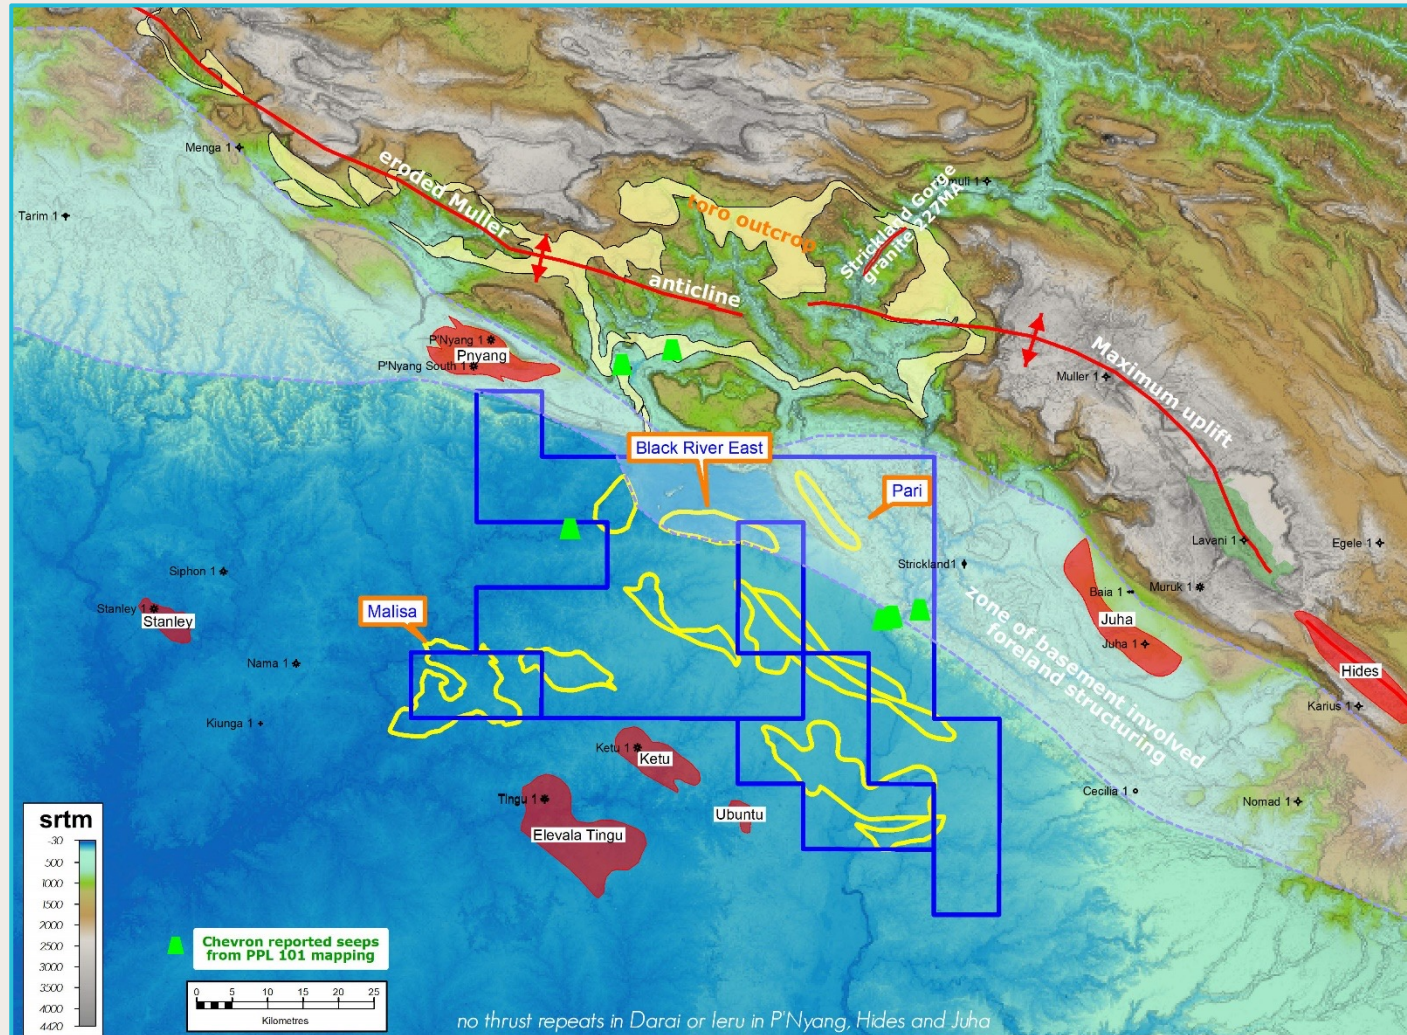 Menga 1
Tarim 1
eroded Muller
anticline
toro outcrop
Strickland Gorge
granite 227MA
muli 1
P'Nyang 1
Pnyang
P'Nyang South 1
Maximum uplift
Muller 1
Black River East
Pari
Lavani 1
Egele 1
Strickland1
Siphon 1
Stanley 1
Stanley
Malisa
Baia 1
Muruk 1
Juha
Juha 1
zone of basement involved
foreland structuring
Hides
Karius 1
Nama 1
Kiunga 1
Ketu 1
Ketu
Tingu 1
Elevala Tingu
Ubuntu
Cecilia 1
Nomad 1
srtm
-30
500
1000
1500
2000
2500
3000
3500
4000
4420
Chevron reported seeps
from PPL 101 mapping
0 5 10 15 20 25
Kilometres
no thrust repeats in Darai or Ieru in P'Nyang, Hides and Juha